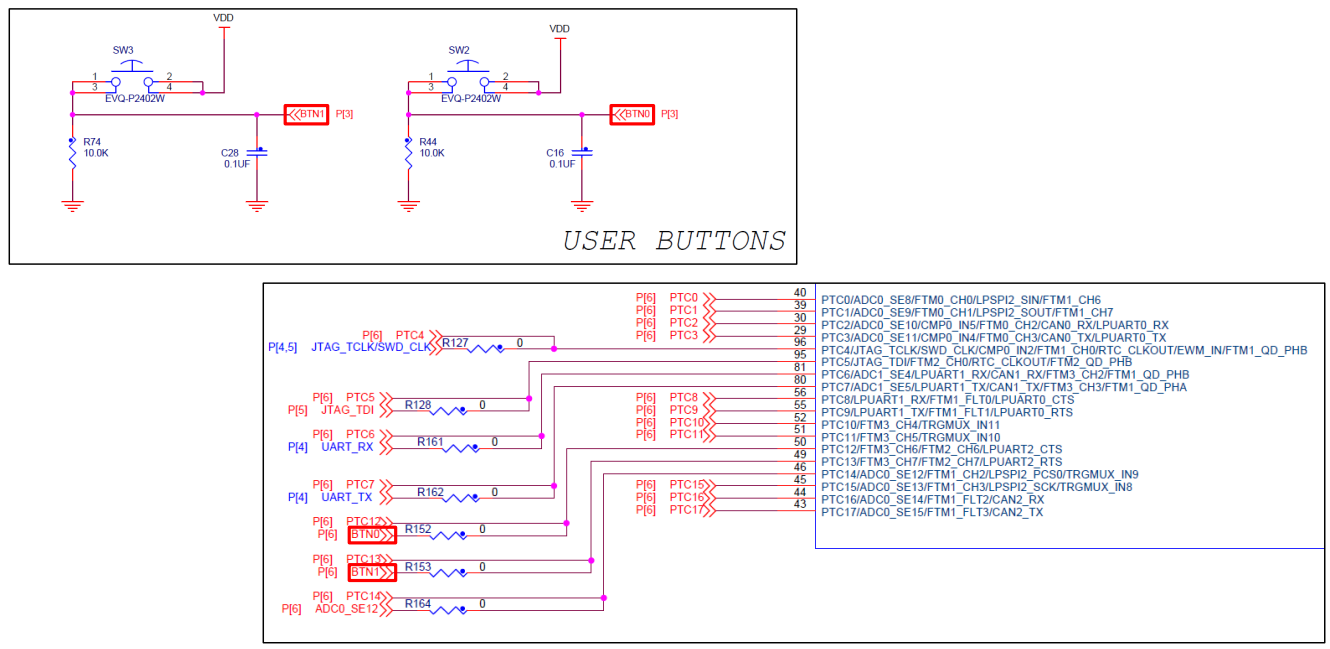 VDD
SW3
1 2
3 4
EVQ-P2402W
BTN1 P[3]
R74
10.0K
C28
0.1UF
VDD
SW2
1 2
3 4
EVQ-P2402W
BTN0 P[3]
R44
10.0K
C16
0.1UF
USER BUTTONS
P[6] PTC0 40 PTC0/ADC0_SE8/FTM0_CH0/LPSPI2_SIN/FTM1_CH6
P[6] PTC1 39 PTC1/ADC0_SE9/FTM0_CH1/LPSPI2_SOUT/FTM1_CH7
P[6] PTC2 30 PTC2/ADC0_SE10/CMP0_IN5/FTM0_CH2/CAN0_RX/LPUART0_RX
P[6] PTC3 29 PTC3/ADC0_SE11/CMP0_IN4/FTM0_CH3/CAN0_TX/LPUART0_TX
P[6] PTC4 96 PTC4/JTAG_TCLK/SWD_CLK/CMP0_IN2/FTM1_CH0/RTC_CLKOUT/EWM_IN/FTM1_QD_PHB
P[4,5] JTAG_TCLK/SWD_CLK R127 0
95 PTC5/JTAG_TDI/FTM2_CH0/RTC_CLKOUT/FTM2_QD_PHB
81 PTC6/ADC1_SE4/LPUART1_RX/CAN1_RX/FTM3_CH2/FTM1_QD_PHB
80 PTC7/ADC1_SE5/LPUART1_TX/CAN1_TX/FTM3_CH3/FTM1_QD_PHA
P[6] PTC5
P[5] JTAG_TDI R128 0
P[6] PTC8 56 PTC8/LPUART1_RX/FTM1_FLT0/LPUART0_CTS
P[6] PTC9 55 PTC9/LPUART1_TX/FTM1_FLT1/LPUART0_RTS
P[6] PTC10 52 PTC10/FTM3_CH4/TRGMUX_IN11
P[6] PTC11 51 PTC11/FTM3_CH5/TRGMUX_IN10
P[6] PTC6
P[4] UART_RX R161 0
50 PTC12/FTM3_CH6/FTM2_CH6/LPUART2_CTS
49 PTC13/FTM3_CH7/FTM2_CH7/LPUART2_RTS
46 PTC14/ADC0_SE12/FTM1_CH2/LPSPI2_PCS0/TRGMUX_IN9
P[6] PTC15 45 PTC15/ADC0_SE13/FTM1_CH3/LPSPI2_SCK/TRGMUX_IN8
P[6] PTC16 44 PTC16/ADC0_SE14/FTM1_FLT2/CAN2_RX
P[6] PTC17 43 PTC17/ADC0_SE15/FTM1_FLT3/CAN2_TX
P[6] PTC7
P[4] UART_TX R162 0
P[6] PTC12
P[6] BTN0 R152 0
P[6] PTC13
P[6] BTN1 R153 0
P[6] PTC14
P[6] ADC0_SE12 R164 0